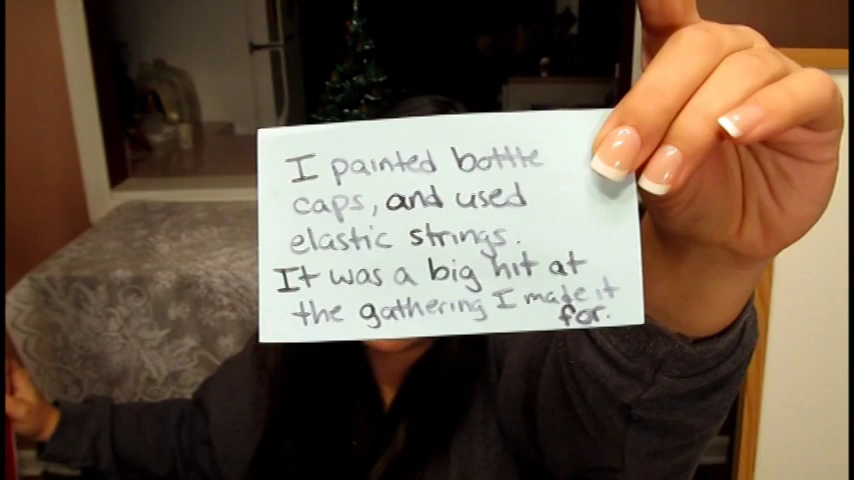 I painted bottle
caps, and used
elastic strings.
It was a big hit at
the gathering I made it
for.